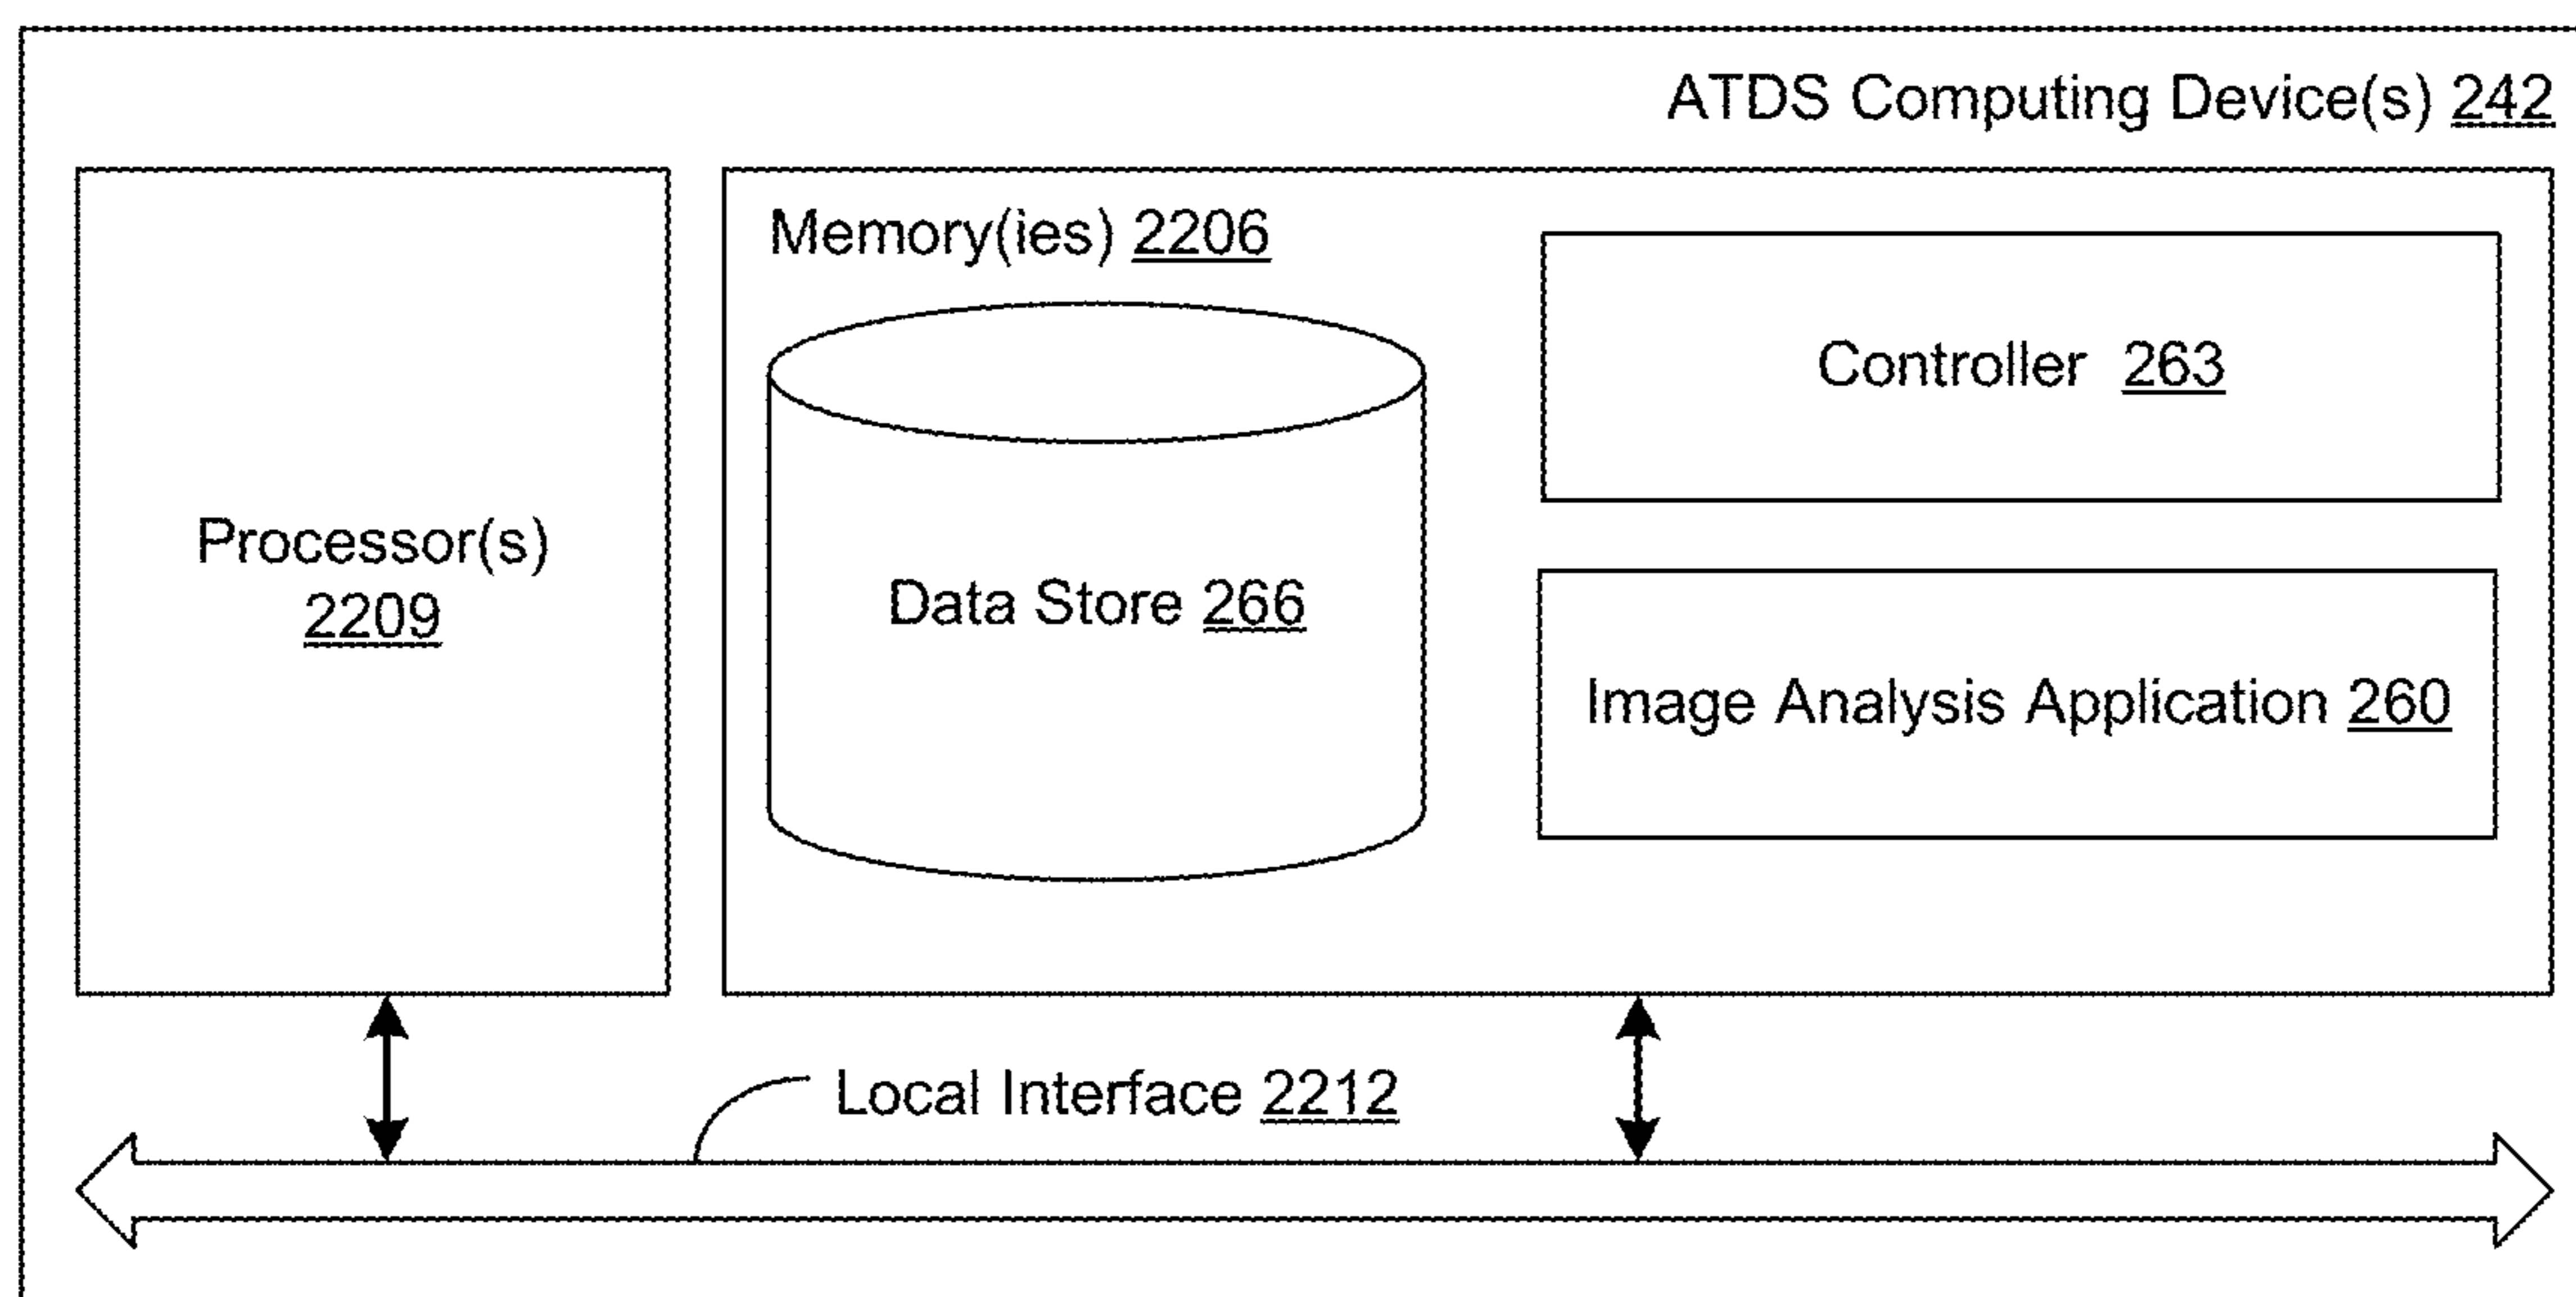 ATDS Computing Device(s) 242
Processor(s)
2209
Memory(ies) 2206
Data Store 266
Controller 263
Image Analysis Application 260
Local Interface 2212